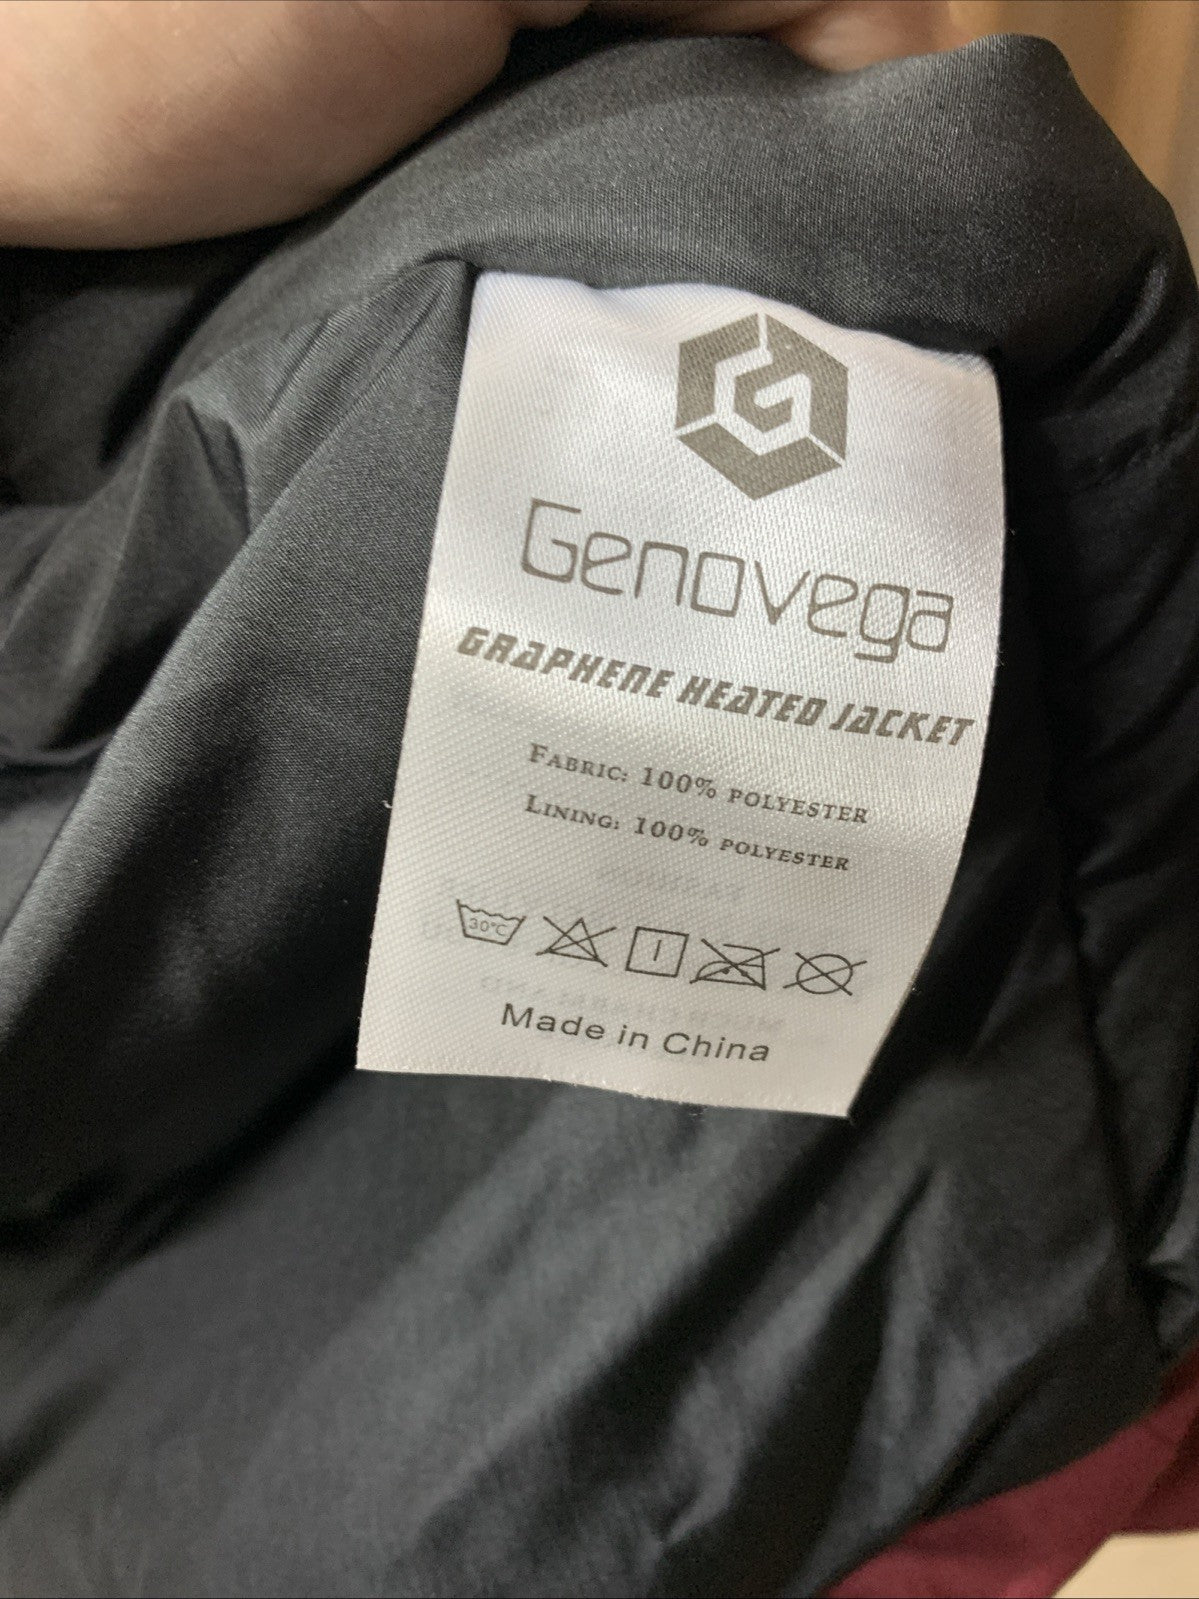 Genovega
GRAPHENE HEATED JACKET
FABRIC: 100% POLYESTER
LINING: 100% POLYESTER
30°C
Made in China